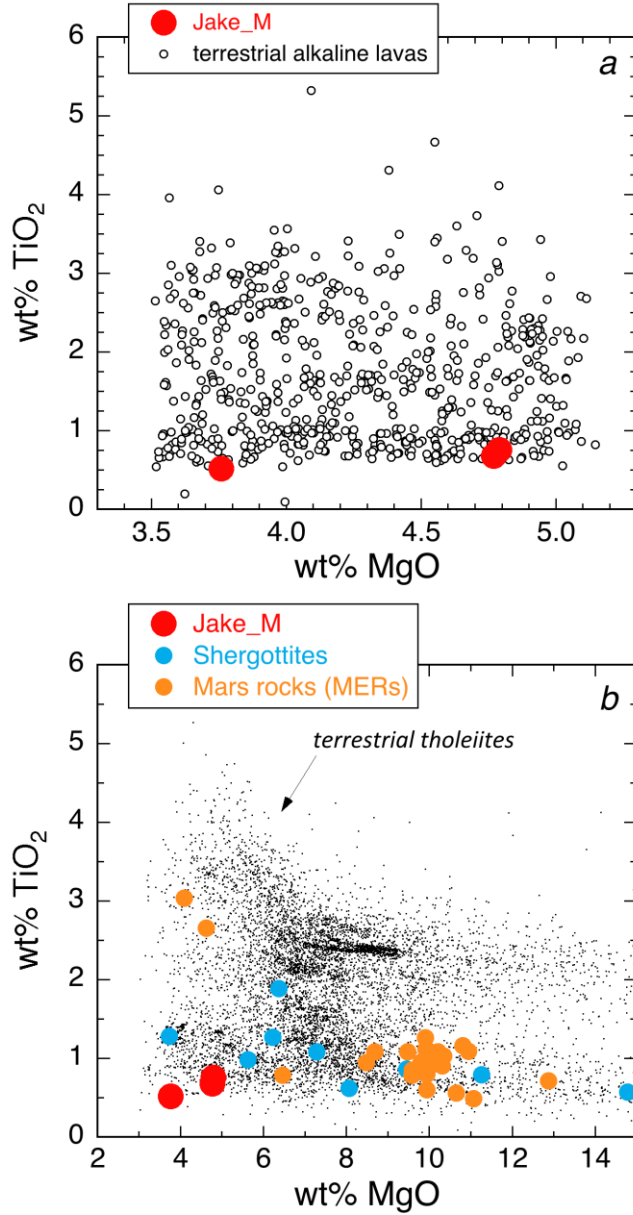 Jake_M
terrestrial alkaline lavas
a
6
5
4
3
2
1
0
wt% TiO₂
3.5 4.0 4.5 5.0
wt% MgO
Jake_M
Shergottites
Mars rocks (MERs)
b
terrestrial tholeiites
6
5
4
3
2
1
0
wt% TiO₂
2 4 6 8 10 12 14
wt% MgO